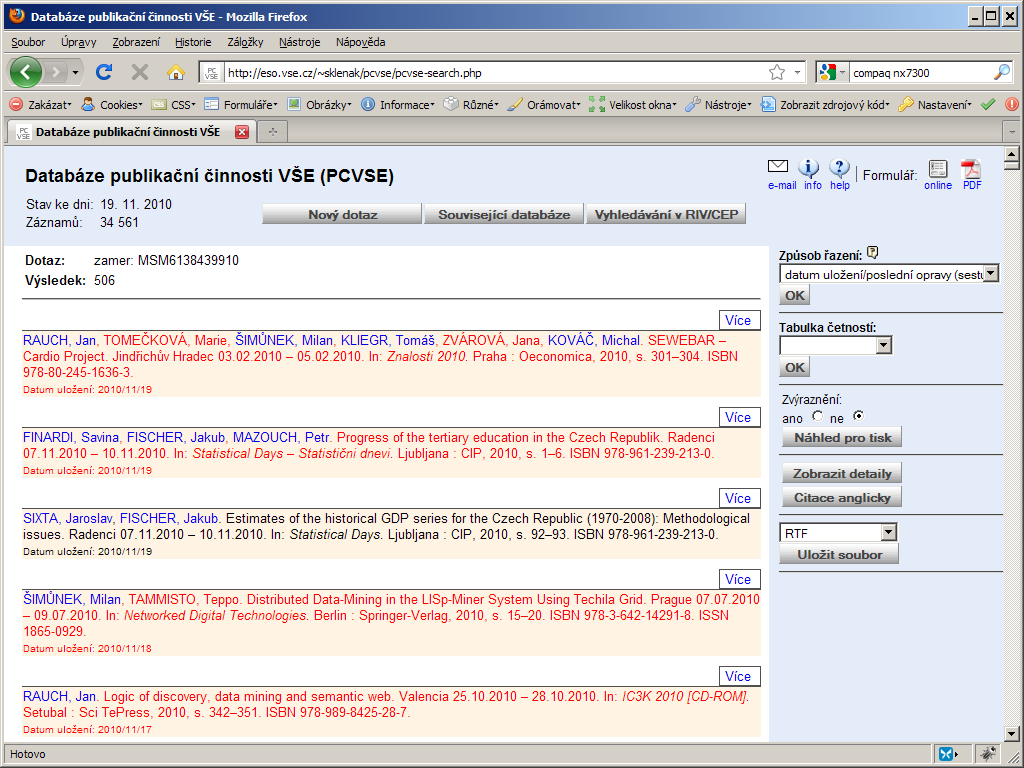 Databáze publikační činnosti VŠE - Mozilla Firefox
Soubor Úpravy Zobrazení Historie Záložky Nástroje Nápověda
PC VSE http://eso.vse.cz/~sklenak/pcvse/pcvse-search.php compaq nx7300
Zakázat Cookies CSS Formuláře Obrázky Informace Různé Orámovat Velikost okna Nástroje Zobrazit zdrojový kód Nastavení
PC VSE Databáze publikační činnosti VŠE
Databáze publikační činnosti VŠE (PCVSE)
Stav ke dni: 19. 11. 2010
Záznamů: 34 561
Nový dotaz Související databáze Vyhledávání v RIV/CEP
e-mail info help Formulář: online PDF
Dotaz: zamer: MSM6138439910
Výsledek: 506
Více
RAUCH, Jan, TOMEČKOVÁ, Marie, ŠIMŮNEK, Milan, KLIEGR, Tomáš, ZVÁROVÁ, Jana, KOVÁČ, Michal. SEWEBAR –
Cardio Project. Jindřichův Hradec 03.02.2010 – 05.02.2010. In: Znalosti 2010. Praha : Oeconomica, 2010, s. 301–304. ISBN
978-80-245-1636-3.
Datum uložení: 2010/11/19
Více
FINARDI, Savina, FISCHER, Jakub, MAZOUCH, Petr. Progress of the tertiary education in the Czech Republik. Radenci
07.11.2010 – 10.11.2010. In: Statistical Days – Statistični dnevi. Ljubljana : CIP, 2010, s. 1–6. ISBN 978-961-239-213-0.
Datum uložení: 2010/11/19
Více
SIXTA, Jaroslav, FISCHER, Jakub. Estimates of the historical GDP series for the Czech Republic (1970-2008): Methodological
issues. Radenci 07.11.2010 – 10.11.2010. In: Statistical Days. Ljubljana : CIP, 2010, s. 92–93. ISBN 978-961-239-213-0.
Datum uložení: 2010/11/19
Více
ŠIMŮNEK, Milan, TAMMISTO, Teppo. Distributed Data-Mining in the LISp-Miner System Using Techila Grid. Prague 07.07.2010
– 09.07.2010. In: Networked Digital Technologies. Berlin : Springer-Verlag, 2010, s. 15–20. ISBN 978-3-642-14291-8. ISSN
1865-0929.
Datum uložení: 2010/11/18
Více
RAUCH, Jan. Logic of discovery, data mining and semantic web. Valencia 25.10.2010 – 28.10.2010. In: IC3K 2010 [CD-ROM].
Setubal : Sci TePress, 2010, s. 342–351. ISBN 978-989-8425-28-7.
Datum uložení: 2010/11/17
Způsob řazení:
datum uložení/poslední opravy (sestu
OK
Tabulka četností:
OK
Zvýraznění:
ano ne
Náhled pro tisk
Zobrazit detaily
Citace anglicky
RTF
Uložit soubor
Hotovo